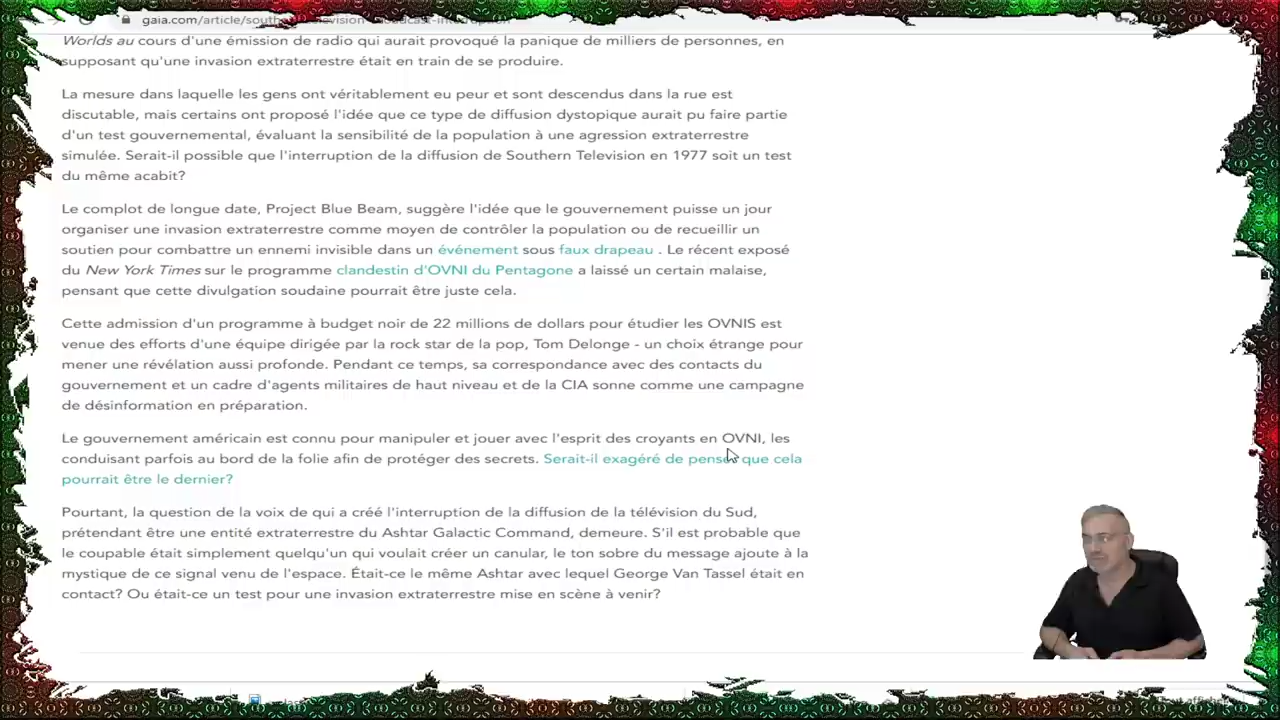 gaia.com/article/southe
Worlds au cours d'une émission de radio qui aurait provoqué la panique de milliers de personnes, en
supposant qu'une invasion extraterrestre était en train de se produire.
La mesure dans laquelle les gens ont véritablement eu peur et sont descendus dans la rue est
discutable, mais certains ont proposé l'idée que ce type de diffusion dystopique aurait pu faire partie
d'un test gouvernemental, évaluant la sensibilité de la population à une agression extraterrestre
simulée. Serait-il possible que l'interruption de la diffusion de Southern Television en 1977 soit un test
du même acabit?
Le complot de longue date, Project Blue Beam, suggère l'idée que le gouvernement puisse un jour
organiser une invasion extraterrestre comme moyen de contrôler la population ou de recueillir un
soutien pour combattre un ennemi invisible dans un événement sous faux drapeau . Le récent exposé
du New York Times sur le programme clandestin d'OVNI du Pentagone a laissé un certain malaise,
pensant que cette divulgation soudaine pourrait être juste cela.
Cette admission d'un programme à budget noir de 22 millions de dollars pour étudier les OVNIS est
venue des efforts d'une équipe dirigée par la rock star de la pop, Tom Delonge - un choix étrange pour
mener une révélation aussi profonde. Pendant ce temps, sa correspondance avec des contacts du
gouvernement et un cadre d'agents militaires de haut niveau et de la CIA sonne comme une campagne
de désinformation en préparation.
Le gouvernement américain est connu pour manipuler et jouer avec l'esprit des croyants en OVNI, les
conduisant parfois au bord de la folie afin de protéger des secrets. Serait-il exagéré de penser que cela
pourrait être le dernier?
Pourtant, la question de la voix de qui a créé l'interruption de la diffusion de la télévision du Sud,
prétendant être une entité extraterrestre du Ashtar Galactic Command, demeure. S'il est probable que
le coupable était simplement quelqu'un qui voulait créer un canular, le ton sobre du message ajoute à la
mystique de ce signal venu de l'espace. Était-ce le même Ashtar avec lequel George Van Tassel était en
contact? Ou était-ce un test pour une invasion extraterrestre mise en scène à venir?